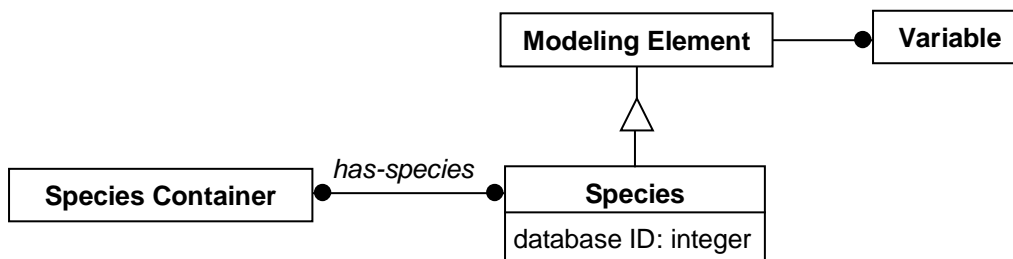 Modeling Element
Variable
has-species
Species Container
Species
database ID: integer